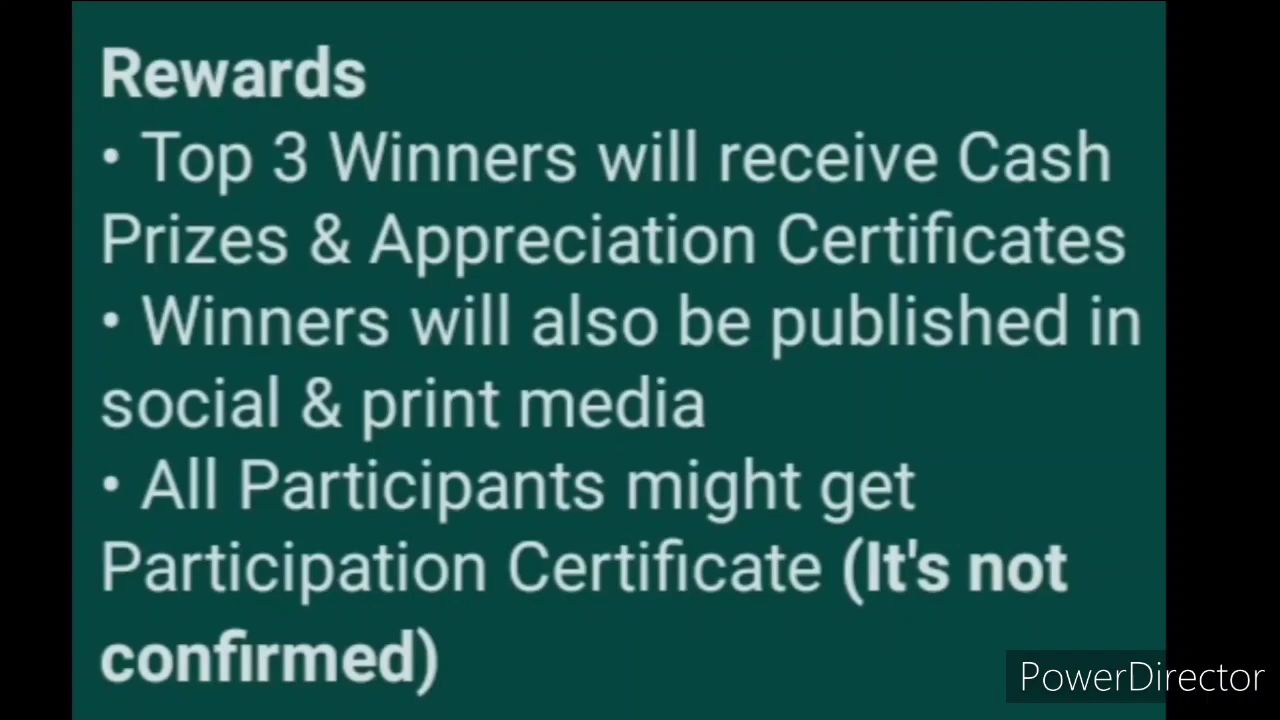 Rewards
• Top 3 Winners will receive Cash
Prizes & Appreciation Certificates
• Winners will also be published in
social & print media
• All Participants might get
Participation Certificate (It's not
confirmed)
PowerDirector